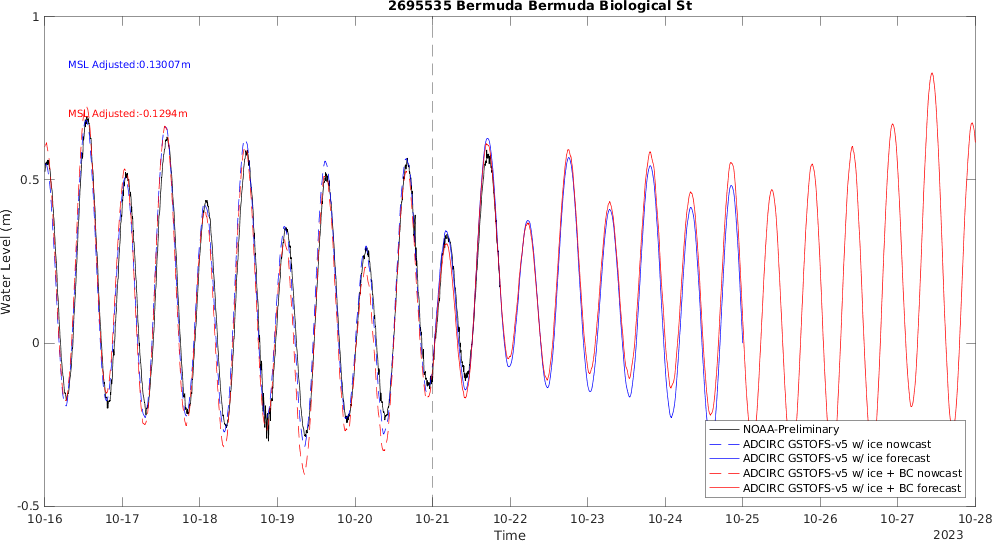 2695535 Bermuda Bermuda Biological St
MSL Adjusted:0.13007m
MSL Adjusted:-0.1294m
Water Level (m)
1
0.5
0
-0.5
10-16 10-17 10-18 10-19 10-20 10-21 10-22 10-23 10-24 10-25 10-26 10-27 10-28
Time
2023
NOAA-Preliminary
ADCIRC GSTOFS-v5 w/ ice nowcast
ADCIRC GSTOFS-v5 w/ ice forecast
ADCIRC GSTOFS-v5 w/ ice + BC nowcast
ADCIRC GSTOFS-v5 w/ ice + BC forecast